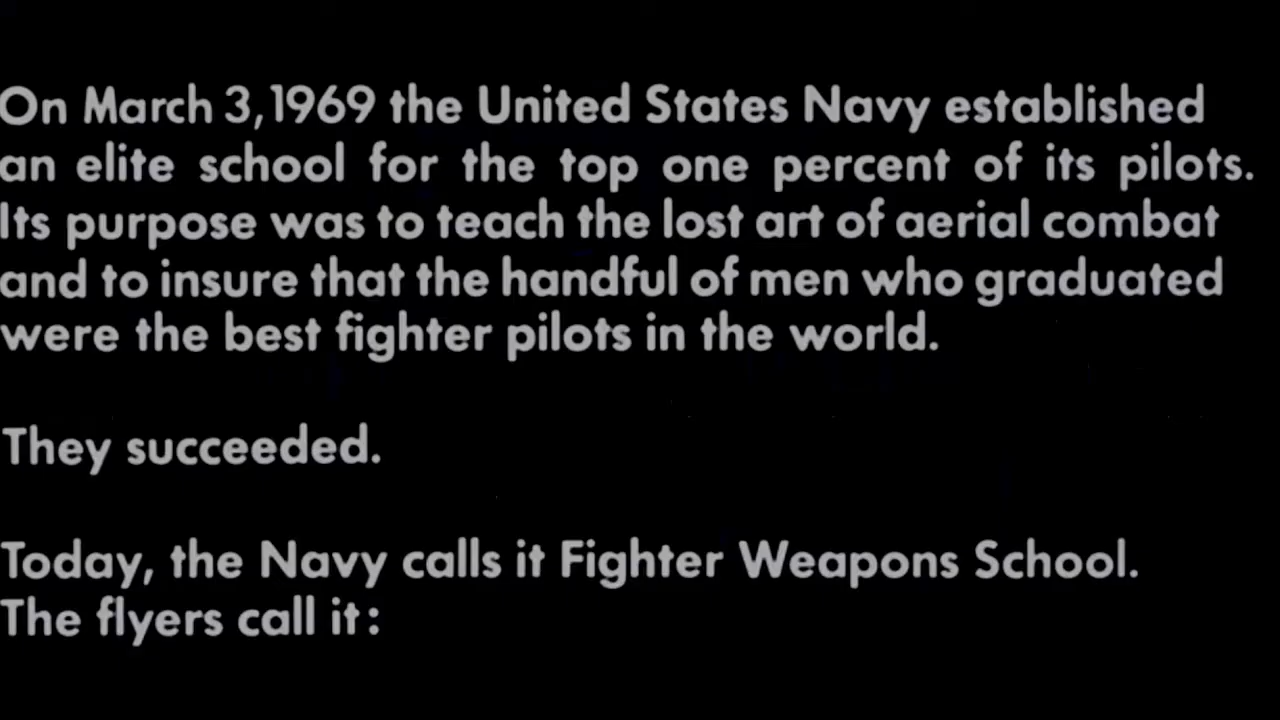 On March 3,1969 the United States Navy established
an elite school for the top one percent of its pilots.
Its purpose was to teach the lost art of aerial combat
and to insure that the handful of men who graduated
were the best fighter pilots in the world.
They succeeded.
Today, the Navy calls it Fighter Weapons School.
The flyers call it: